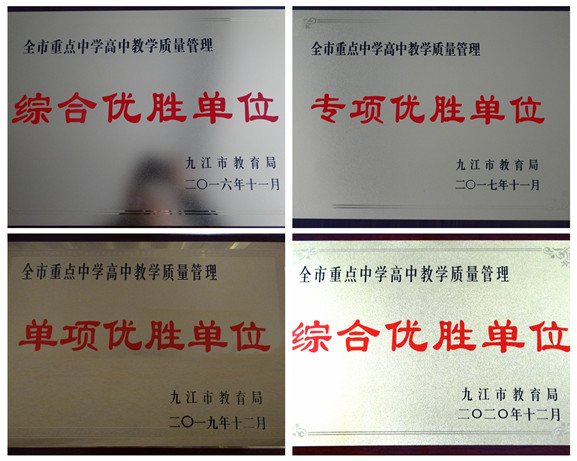 全市重点中学高中教学质量管理
综合优胜单位
九江市教育局
二〇一六年十一月
全市重点中学高中教学质量管理
专项优胜单位
九江市教育局
二〇一七年十一月
全市重点中学高中教学质量管理
单项优胜单位
九江市教育局
二〇一九年十二月
全市重点中学高中教学质量管理
综合优胜单位
九江市教育局
二〇二〇年十二月